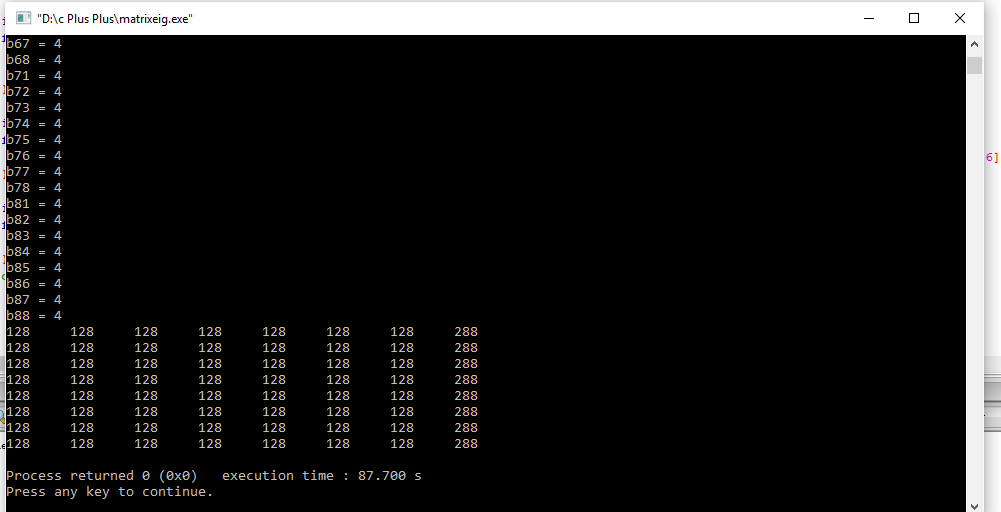 "D:\c Plus Plus\matrixeig.exe"
b67 = 4
b68 = 4
b71 = 4
b72 = 4
b73 = 4
b74 = 4
b75 = 4
b76 = 4
b77 = 4
b78 = 4
b81 = 4
b82 = 4
b83 = 4
b84 = 4
b85 = 4
b86 = 4
b87 = 4
b88 = 4
128 128 128 128 128 128 128 288
128 128 128 128 128 128 128 288
128 128 128 128 128 128 128 288
128 128 128 128 128 128 128 288
128 128 128 128 128 128 128 288
128 128 128 128 128 128 128 288
128 128 128 128 128 128 128 288
128 128 128 128 128 128 128 288
Process returned 0 (0x0) execution time : 87.700 s
Press any key to continue.
6]